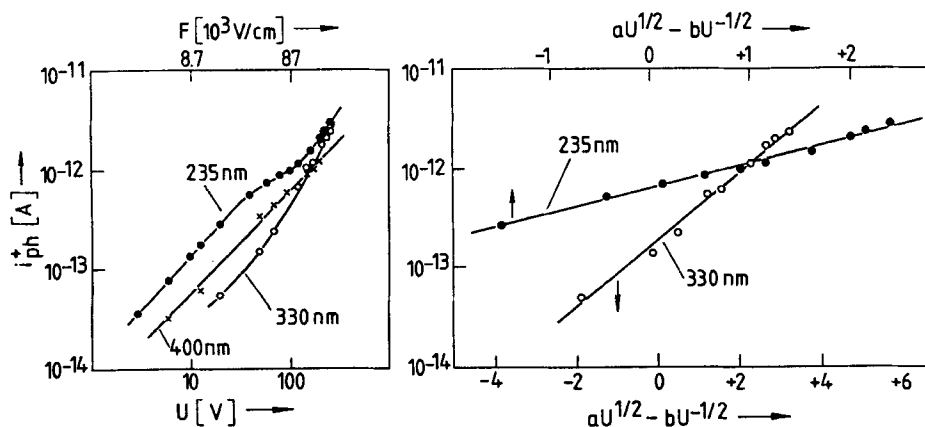 F [10³ V/cm] →
8.7 87
10⁻¹¹
10⁻¹²
10⁻¹³
10⁻¹⁴
i⁺ph [A] →
235 nm
400 nm
330 nm
10 100
U [V] →
aU^1/2 – bU^-1/2 →
-1 0 +1 +2
10⁻¹¹
10⁻¹²
10⁻¹³
10⁻¹⁴
235 nm
330 nm
-4 -2 0 +2 +4 +6
aU^1/2 – bU^-1/2 →